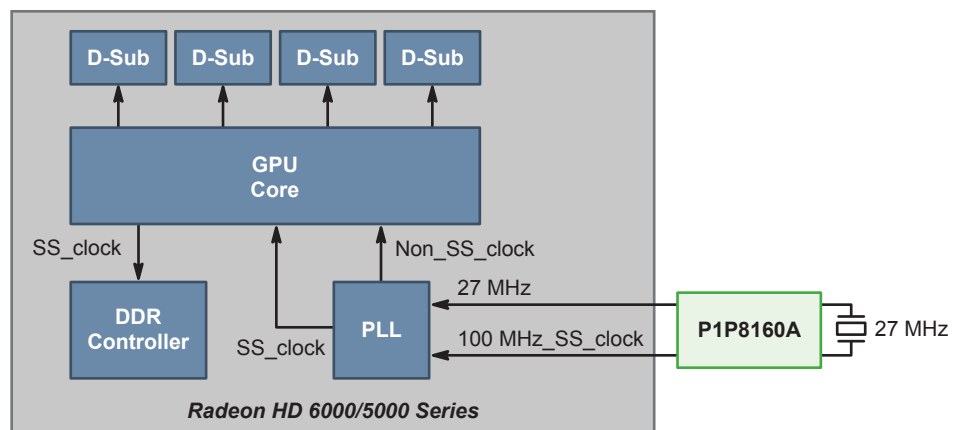 D-Sub D-Sub D-Sub D-Sub
GPU
Core
SS_clock
Non_SS_clock
27 MHz
DDR
Controller
SS_clock
PLL
100 MHz_SS_clock
P1P8160A
27 MHz
Radeon HD 6000/5000 Series